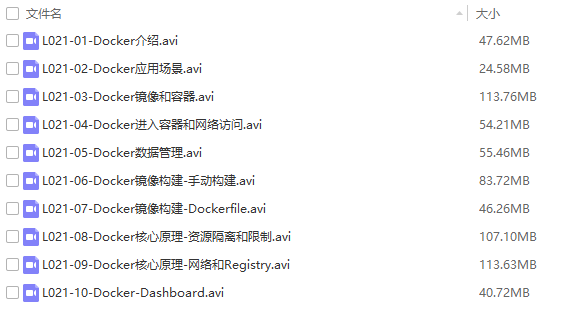 文件名 大小
L021-01-Docker介绍.avi 47.62MB
L021-02-Docker应用场景.avi 24.58MB
L021-03-Docker镜像和容器.avi 113.76MB
L021-04-Docker进入容器和网络访问.avi 54.21MB
L021-05-Docker数据管理.avi 55.46MB
L021-06-Docker镜像构建-手动构建.avi 83.72MB
L021-07-Docker镜像构建-Dockerfile.avi 46.26MB
L021-08-Docker核心原理-资源隔离和限制.avi 107.10MB
L021-09-Docker核心原理-网络和Registry.avi 113.63MB
L021-10-Docker-Dashboard.avi 40.72MB